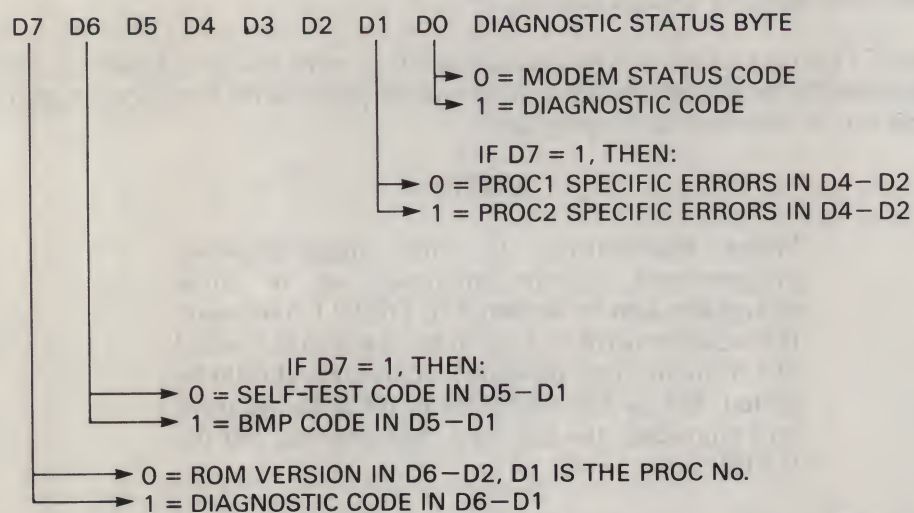 D7 D6 D5 D4 D3 D2 D1 D0 DIAGNOSTIC STATUS BYTE
0 = MODEM STATUS CODE
1 = DIAGNOSTIC CODE
IF D7 = 1, THEN:
0 = PROC1 SPECIFIC ERRORS IN D4–D2
1 = PROC2 SPECIFIC ERRORS IN D4–D2
IF D7 = 1, THEN:
0 = SELF-TEST CODE IN D5–D1
1 = BMP CODE IN D5–D1
0 = ROM VERSION IN D6–D2, D1 IS THE PROC No.
1 = DIAGNOSTIC CODE IN D6–D1